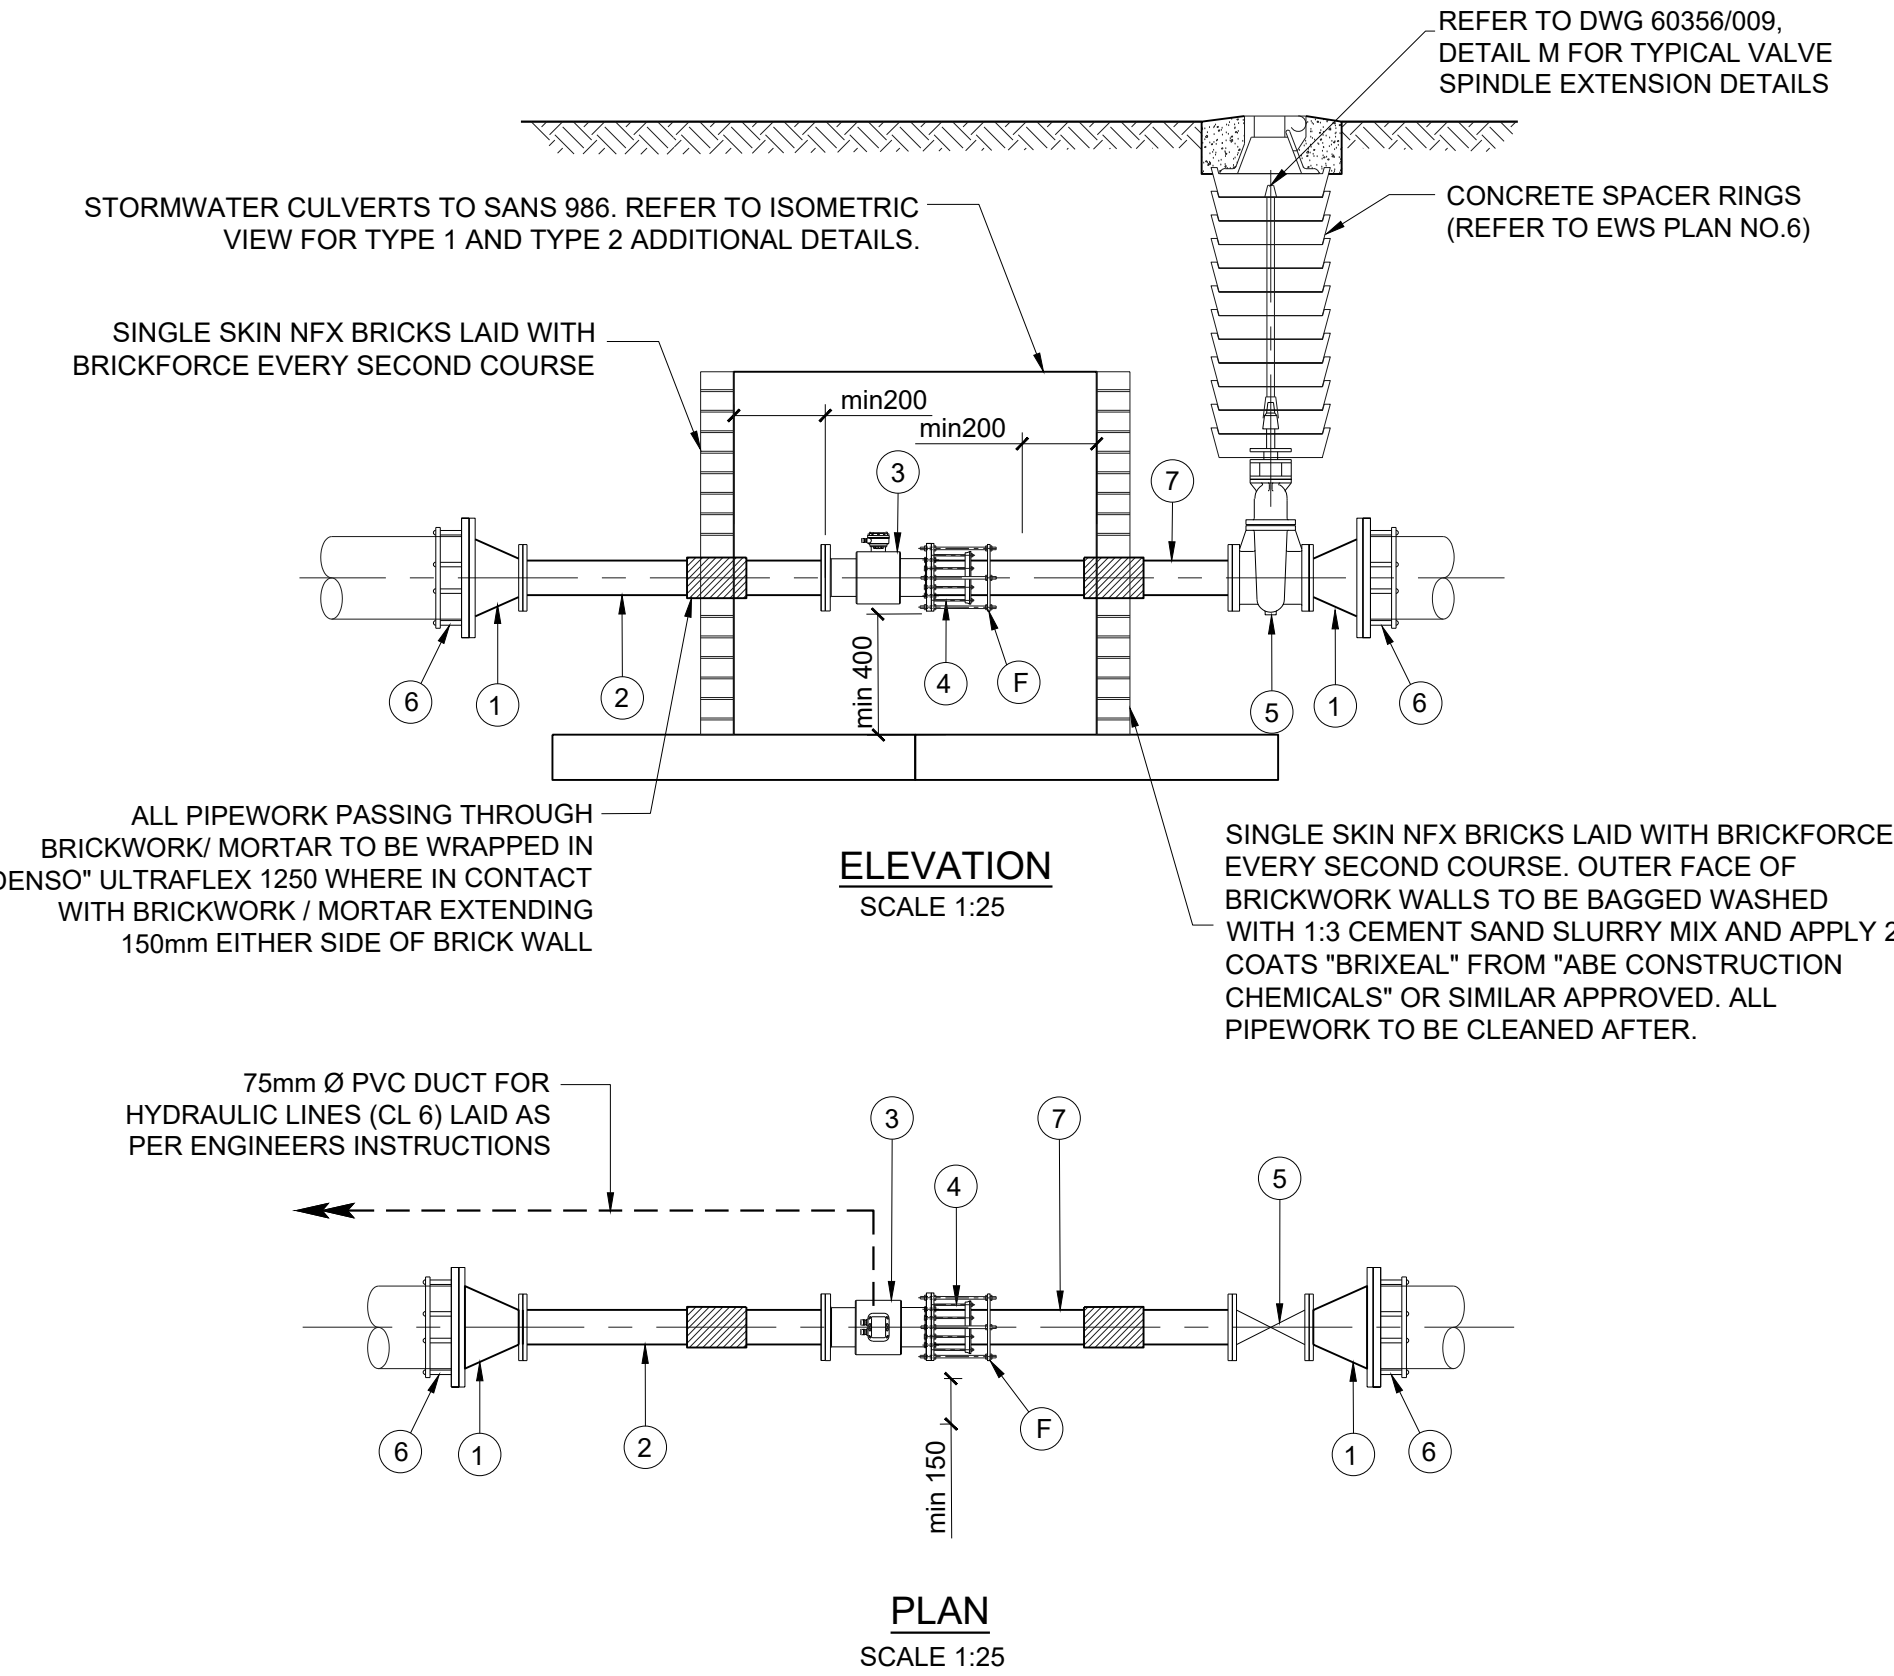 REFER TO DWG 60356/009,
DETAIL M FOR TYPICAL VALVE
SPINDLE EXTENSION DETAILS
STORMWATER CULVERTS TO SANS 986. REFER TO ISOMETRIC
VIEW FOR TYPE 1 AND TYPE 2 ADDITIONAL DETAILS.
CONCRETE SPACER RINGS
(REFER TO EWS PLAN NO.6)
SINGLE SKIN NFX BRICKS LAID WITH
BRICKFORCE EVERY SECOND COURSE
min200
min200
3
7
6
1
2
min 400
4
F
5
1
6
ALL PIPEWORK PASSING THROUGH
BRICKWORK/ MORTAR TO BE WRAPPED IN
DENSO" ULTRAFLEX 1250 WHERE IN CONTACT
WITH BRICKWORK / MORTAR EXTENDING
150mm EITHER SIDE OF BRICK WALL
ELEVATION
SCALE 1:25
SINGLE SKIN NFX BRICKS LAID WITH BRICKFORCE
EVERY SECOND COURSE. OUTER FACE OF
BRICKWORK WALLS TO BE BAGGED WASHED
WITH 1:3 CEMENT SAND SLURRY MIX AND APPLY 2
COATS "BRIXEAL" FROM "ABE CONSTRUCTION
CHEMICALS" OR SIMILAR APPROVED. ALL
PIPEWORK TO BE CLEANED AFTER.
75mm Ø PVC DUCT FOR
HYDRAULIC LINES (CL 6) LAID AS
PER ENGINEERS INSTRUCTIONS
3
7
4
5
6
1
2
min 150
F
1
6
PLAN
SCALE 1:25